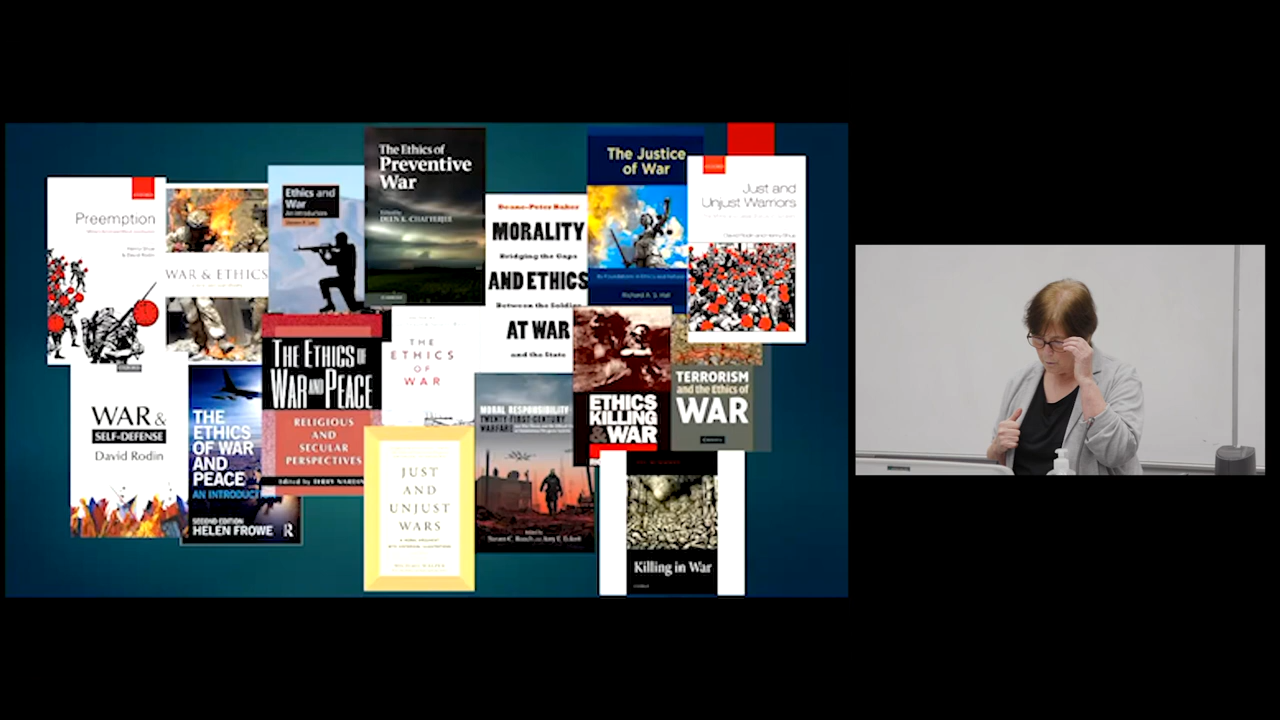 Preemption
Henry Shue
& David Rodin
WAR & ETHICS
Ethics and
War
An Introduction
The Ethics of
Preventive
War
Edited by
DEEN K. CHATTERJEE
Deane-Peter Baker
MORALITY
Bridging the Gaps
AND ETHICS
Between the Soldier
AT WAR
and the State
The Justice
of War
Richard A. S. Hall
Just and
Unjust Warriors
David Rodin and Henry Shue
WAR &
SELF-DEFENSE
David Rodin
THE
ETHICS
OF WAR
AND
PEACE
AN INTRODUCT
SECOND EDITION
HELEN FROWE
R
THE ETHICS OF
WAR AND PEACE
RELIGIOUS
AND
SECULAR
PERSPECTIVES
Edited by TERRY NARDIN
THE
ETHICS
OF
WAR
JUST
AND
UNJUST
WARS
MORAL RESPONSIBILITY
TWENTY-FIRST-CENTURY
WARFARE
Edited by
ETHICS
KILLING
& WAR
TERRORISM
and the Ethics of
WAR
Killing in War